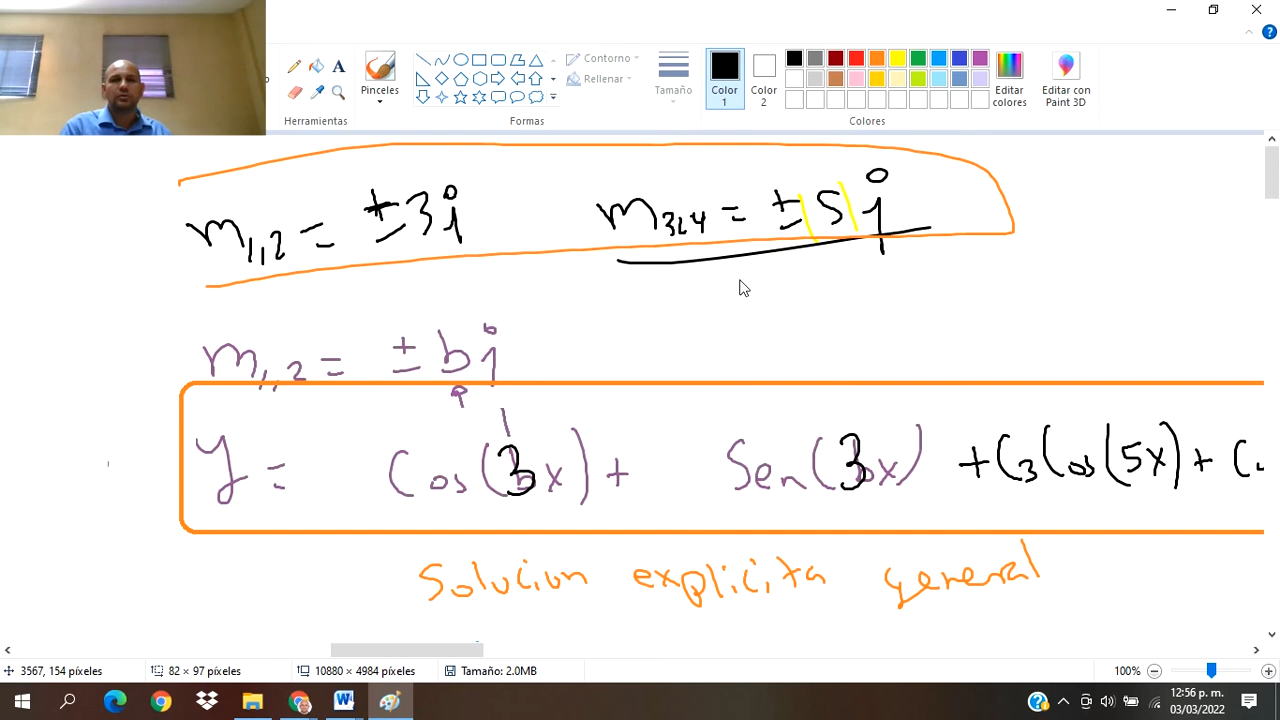 Contorno
Rellenar
Pinceles
Tamaño
Color 1
Color 2
Editar colores
Editar con Paint 3D
Herramientas
Formas
Colores
m1,2 = ±3i m3,4 = ±5i
m1,2 = ±bi
y = Cos(3x) + Sen(3x) + C3Cos(5x) + C
Solucion explicita general
3567, 154 píxeles
82 × 97 píxeles
10880 × 4984 píxeles
Tamaño: 2.0MB
100%
12:56 p. m.
03/03/2022